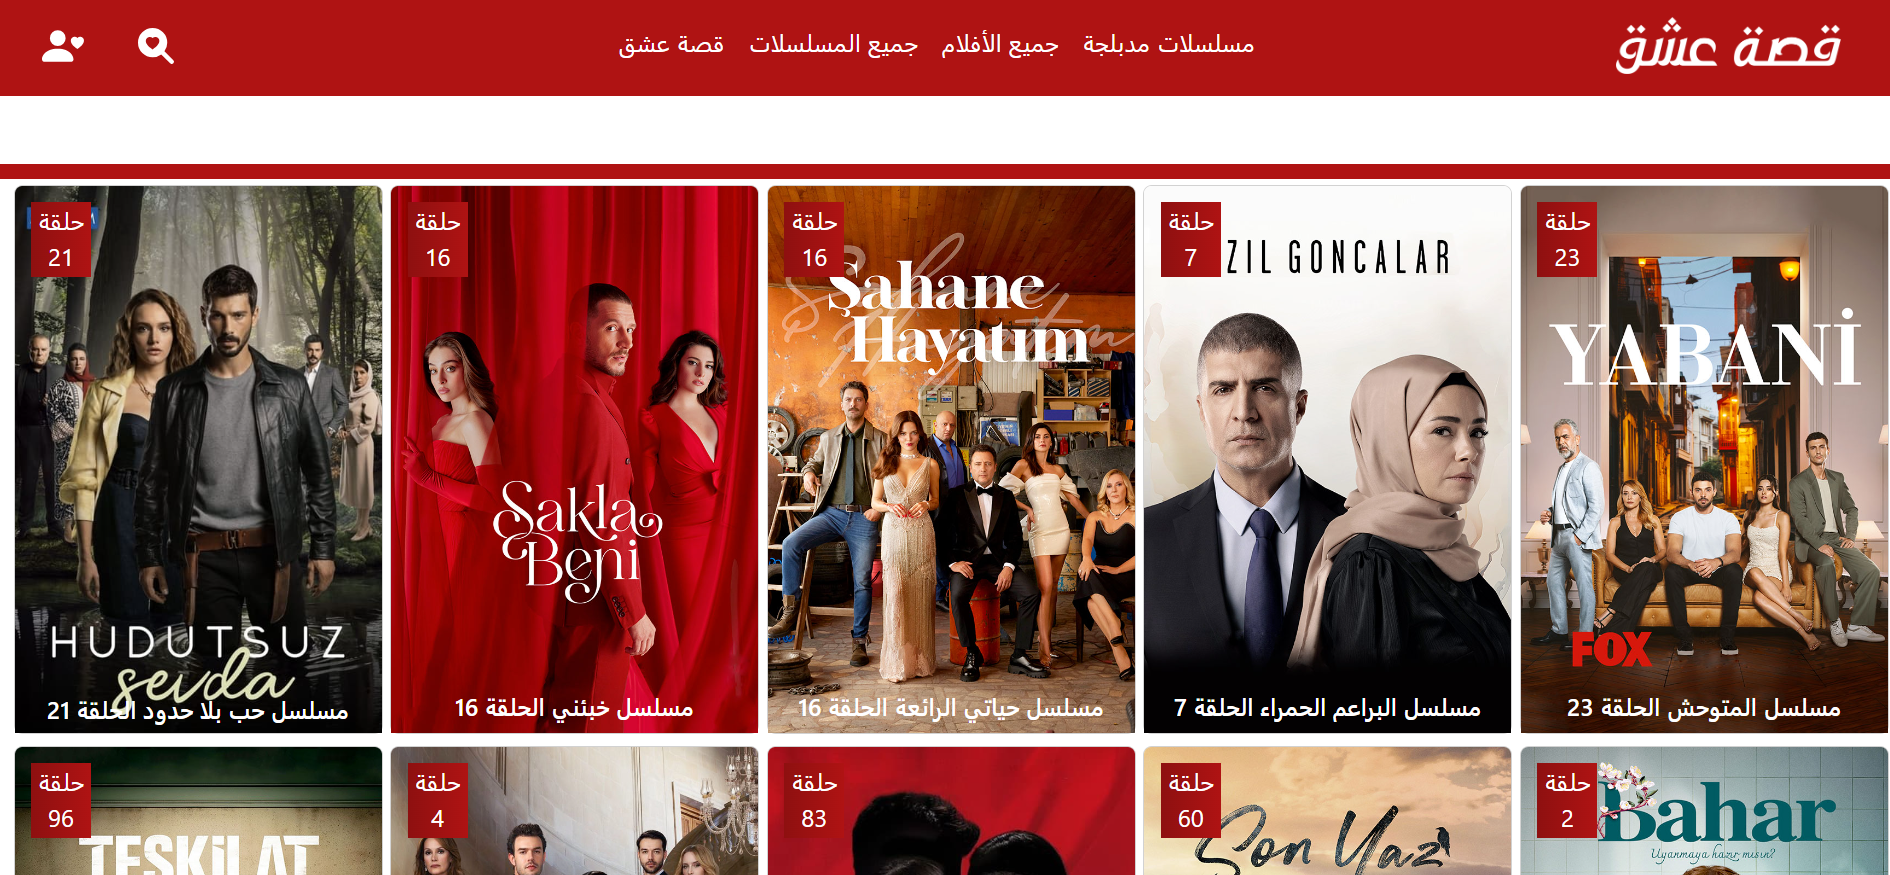 قصة عشق
مسلسلات مدبلجة
جميع الأفلام
جميع المسلسلات
قصة عشق
حلقة
23
YABANİ
FOX
مسلسل المتوحش الحلقة 23
حلقة
7
ZIL GONCALAR
مسلسل البراعم الحمراء الحلقة 7
حلقة
16
Şahane
Hayatım
مسلسل حياتي الرائعة الحلقة 16
حلقة
16
Sakla
Beni
مسلسل خبئني الحلقة 16
حلقة
21
HUDUTSUZ
sevda
مسلسل حب بلا حدود الحلقة 21
حلقة
2
Bahar
Uyanmaya hazır mısın?
حلقة
60
Son Yaz
حلقة
83
حلقة
4
حلقة
96
TEŞKİLAT